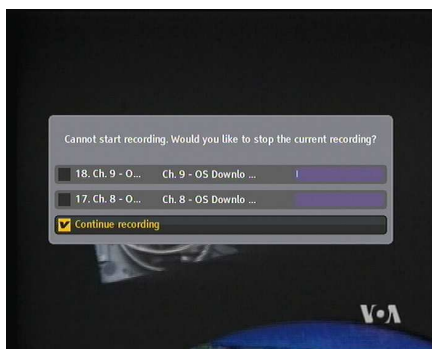 Cannot start recording. Would you like to stop the current recording?
18. Ch. 9 - O... Ch. 9 - OS Downlo ...
17. Ch. 8 - O... Ch. 8 - OS Downlo ...
Continue recording
VOA